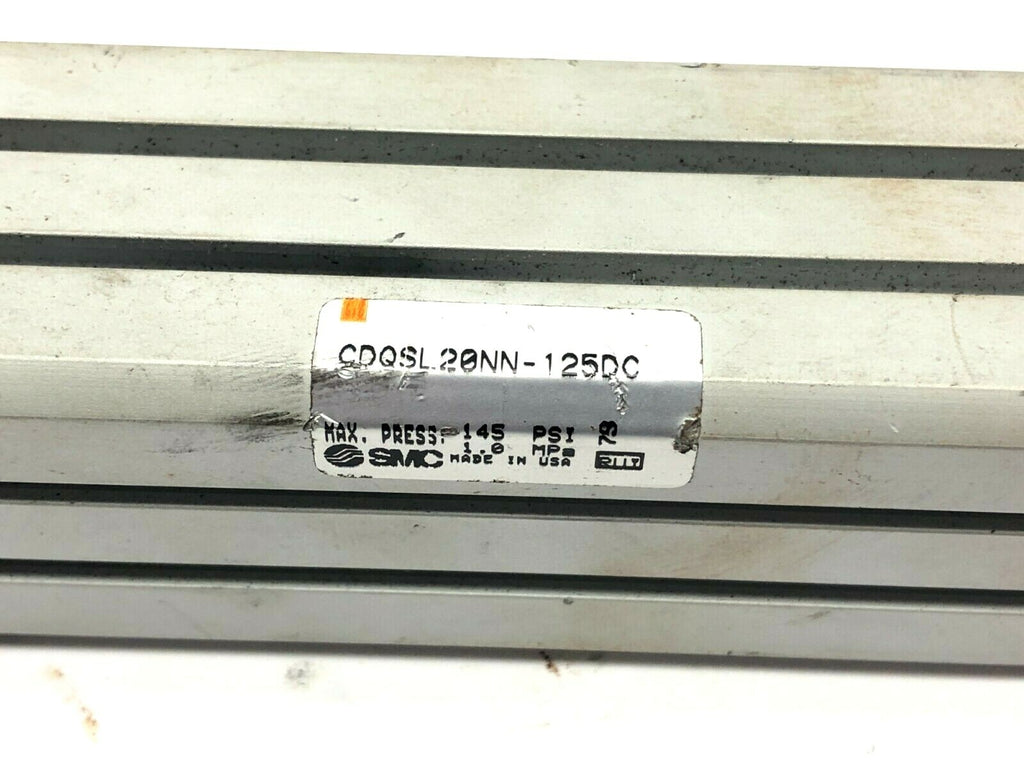 CDQSL20NN-125DC
MAX. PRESS. 145 PSI
1.0 MPa
SMC MADE IN USA